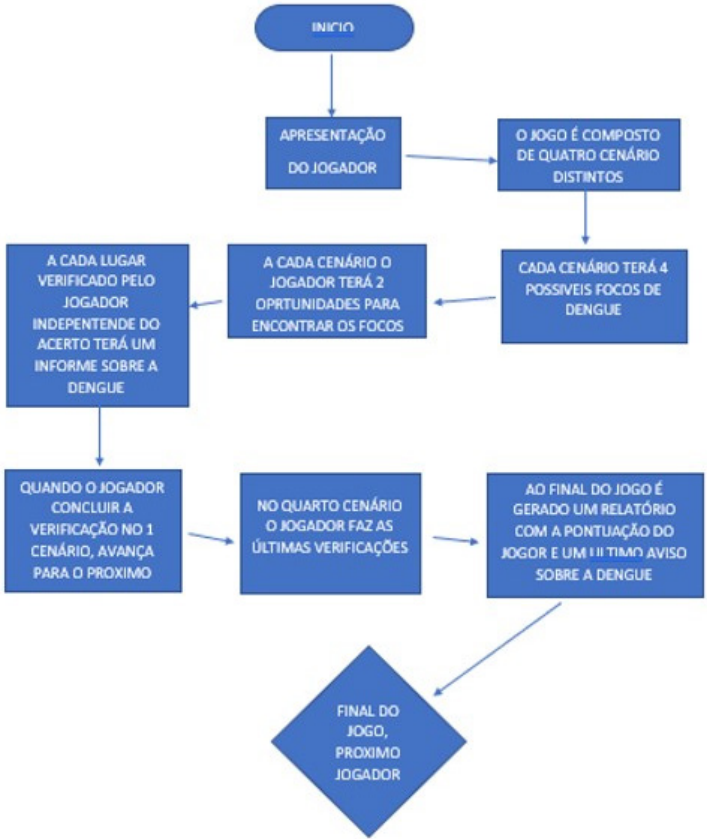 INICIO
APRESENTAÇÃO
DO JOGADOR
O JOGO É COMPOSTO
DE QUATRO CENÁRIO
DISTINTOS
CADA CENÁRIO TERÁ 4
POSSIVEIS FOCOS DE
DENGUE
A CADA CENÁRIO O
JOGADOR TERÁ 2
OPRTUNIDADES PARA
ENCONTRAR OS FOCOS
A CADA LUGAR
VERIFICADO PELO
JOGADOR
INDEPENTENDE DO
ACERTO TERÁ UM
INFORME SOBRE A
DENGUE
QUANDO O JOGADOR
CONCLUIR A
VERIFICAÇÃO NO 1
CENÁRIO, AVANÇA
PARA O PROXIMO
NO QUARTO CENÁRIO
O JOGADOR FAZ AS
ÚLTIMAS VERIFICAÇÕES
AO FINAL DO JOGO É
GERADO UM RELATÓRIO
COM A PONTUAÇÃO DO
JOGOR E UM ULTIMO AVISO
SOBRE A DENGUE
FINAL DO
JOGO,
PROXIMO
JOGADOR